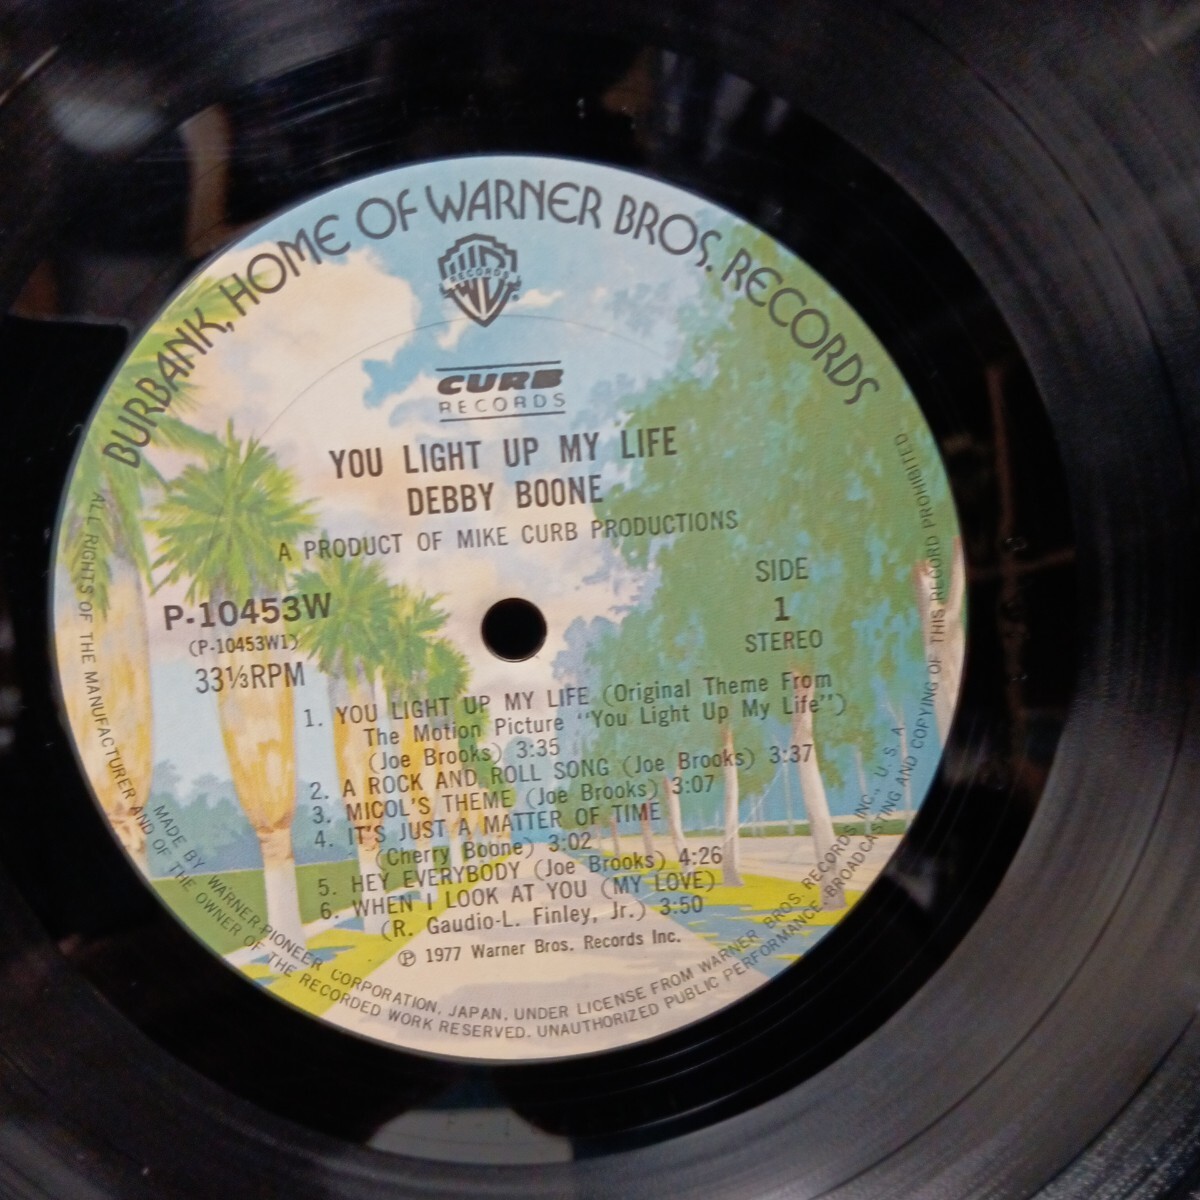 BURBANK, HOME OF WARNER BROS. RECORDS
RECORDS
CURB
RECORDS
YOU LIGHT UP MY LIFE
DEBBY BOONE
A PRODUCT OF MIKE CURB PRODUCTIONS
P-10453W
(P-10453W1)
33⅓RPM
SIDE
1
STEREO
1. YOU LIGHT UP MY LIFE (Original Theme From
The Motion Picture “You Light Up My Life”)
(Joe Brooks) 3:35
2. A ROCK AND ROLL SONG (Joe Brooks) 3:37
3. MICOL'S THEME (Joe Brooks) 3:07
4. IT'S JUST A MATTER OF TIME
(Cherry Boone) 3:02
5. HEY EVERYBODY (Joe Brooks) 4:26
6. WHEN I LOOK AT YOU (MY LOVE)
(R. Gaudio-L. Finley, Jr.) 3:50
Ⓟ 1977 Warner Bros. Records Inc.
MADE BY WARNER-PIONEER CORPORATION, JAPAN, UNDER LICENSE FROM WARNER BROS. RECORDS INC., U. S. A.
ALL RIGHTS OF THE MANUFACTURER AND OF THE OWNER OF THE RECORDED WORK RESERVED. UNAUTHORIZED PUBLIC PERFORMANCE, BROADCASTING AND COPYING OF THIS RECORD PROHIBITED